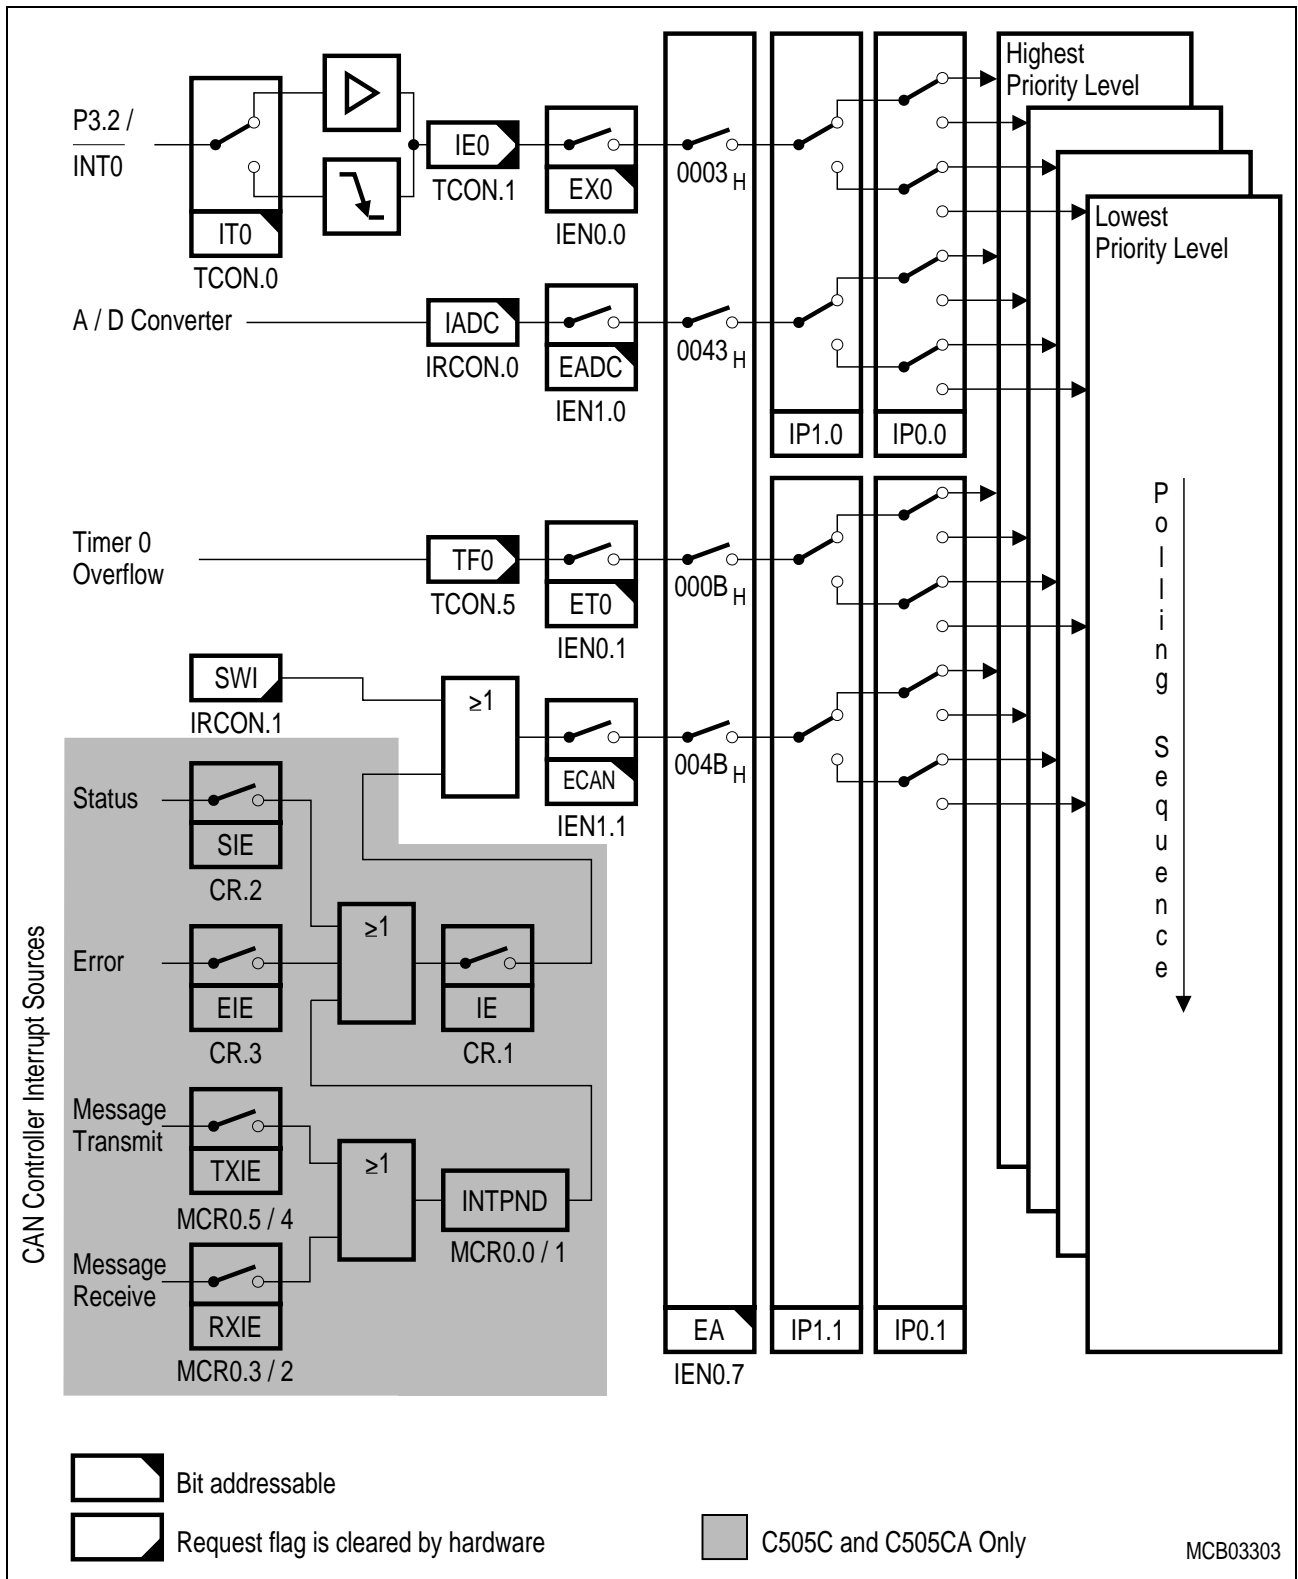 Highest
Priority Level
P3.2 /
INT0
IE0
TCON.1
EX0
IEN0.0
0003 H
IT0
TCON.0
Lowest
Priority Level
A / D Converter
IADC
IRCON.0
EADC
IEN1.0
0043 H
IP1.0
IP0.0
Timer 0
Overflow
TF0
TCON.5
ET0
IEN0.1
000B H
SWI
IRCON.1
≥1
ECAN
IEN1.1
004B H
Polling Sequence
CAN Controller Interrupt Sources
Status
SIE
CR.2
Error
EIE
CR.3
≥1
IE
CR.1
Message
Transmit
TXIE
MCR0.5 / 4
≥1
INTPND
MCR0.0 / 1
Message
Receive
RXIE
MCR0.3 / 2
EA
IEN0.7
IP1.1
IP0.1
Bit addressable
Request flag is cleared by hardware
C505C and C505CA Only
MCB03303